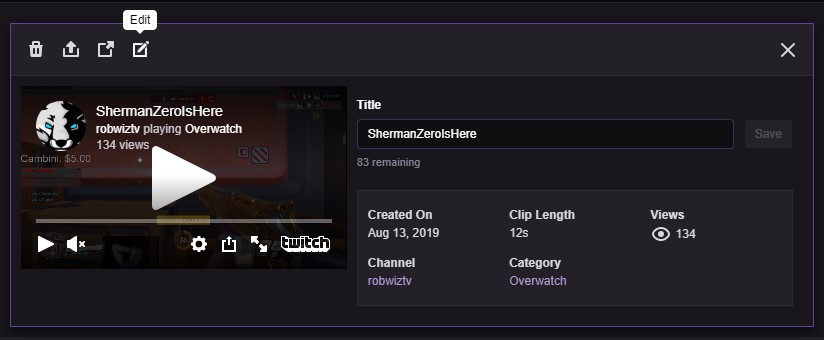 Edit
ShermanZeroIsHere
robwiztv playing Overwatch
134 views
Cambini. $5.00
twitch
Title
ShermanZeroIsHere
Save
83 remaining
Created On
Clip Length
Views
Aug 13, 2019
12s
134
Channel
Category
robwiztv
Overwatch